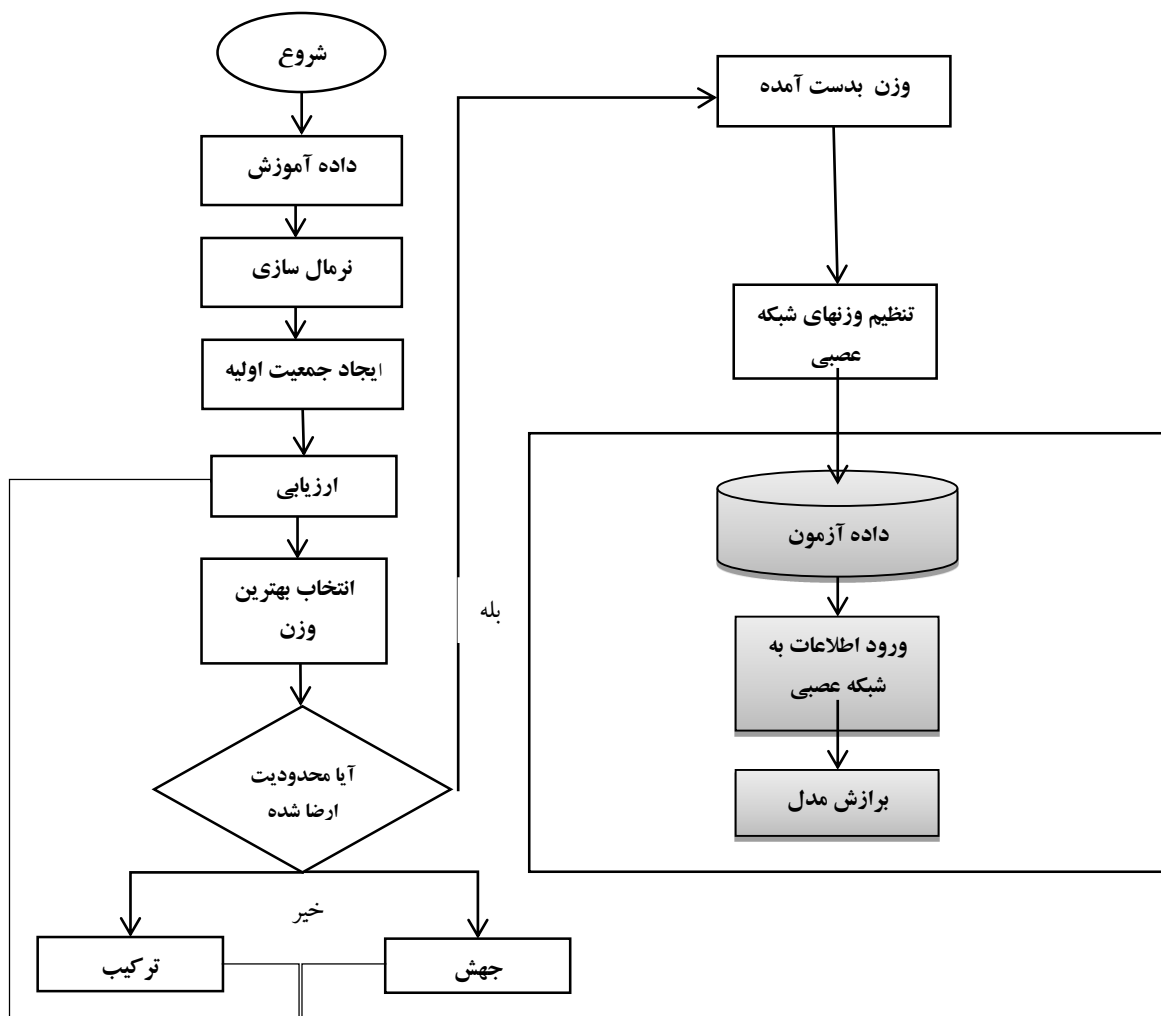 شروع
داده آموزش
نرمال سازی
ایجاد جمعیت اولیه
ارزیابی
انتخاب بهترین
وزن
آیا محدودیت
ارضا شده
بله
خیر
ترکیب
جهش
وزن بدست آمده
تنظیم وزنهای شبکه
عصبی
داده آزمون
ورود اطلاعات به
شبکه عصبی
برازش مدل